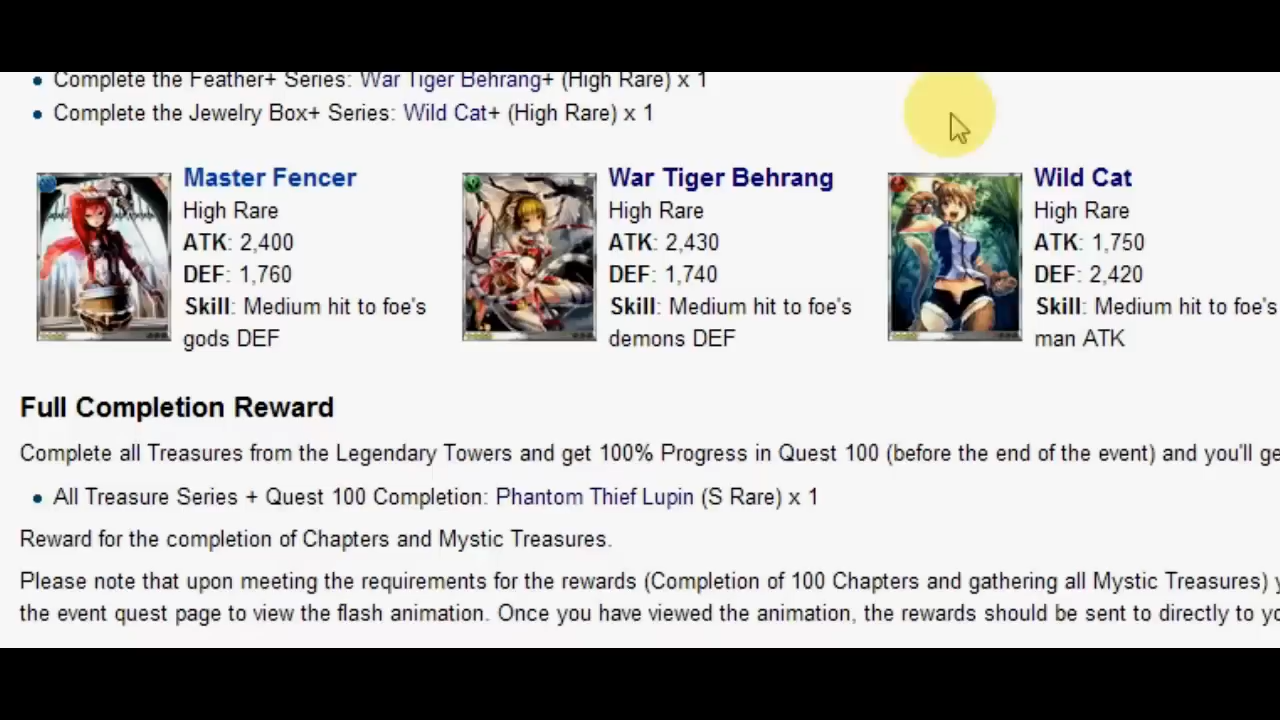 Complete the Feather+ Series: War Tiger Behrang+ (High Rare) x 1
Complete the Jewelry Box+ Series: Wild Cat+ (High Rare) x 1
Master Fencer
High Rare
ATK: 2,400
DEF: 1,760
Skill: Medium hit to foe's
gods DEF
War Tiger Behrang
High Rare
ATK: 2,430
DEF: 1,740
Skill: Medium hit to foe's
demons DEF
Wild Cat
High Rare
ATK: 1,750
DEF: 2,420
Skill: Medium hit to foe's
man ATK
Full Completion Reward
Complete all Treasures from the Legendary Towers and get 100% Progress in Quest 100 (before the end of the event) and you'll ge
All Treasure Series + Quest 100 Completion: Phantom Thief Lupin (S Rare) x 1
Reward for the completion of Chapters and Mystic Treasures.
Please note that upon meeting the requirements for the rewards (Completion of 100 Chapters and gathering all Mystic Treasures) y
the event quest page to view the flash animation. Once you have viewed the animation, the rewards should be sent to directly to yo